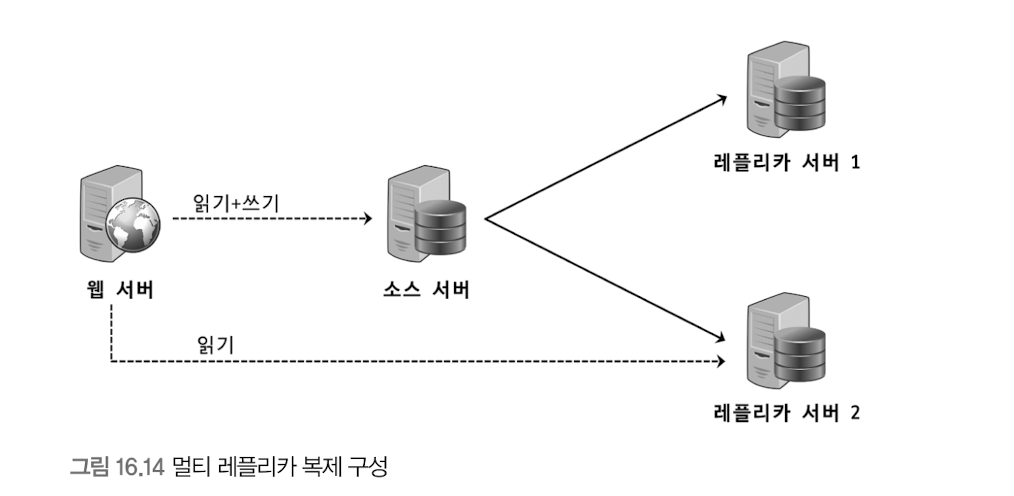 레플리카 서버 1
읽기+쓰기
웹 서버
소스 서버
읽기
레플리카 서버 2
그림 16.14 멀티 레플리카 복제 구성